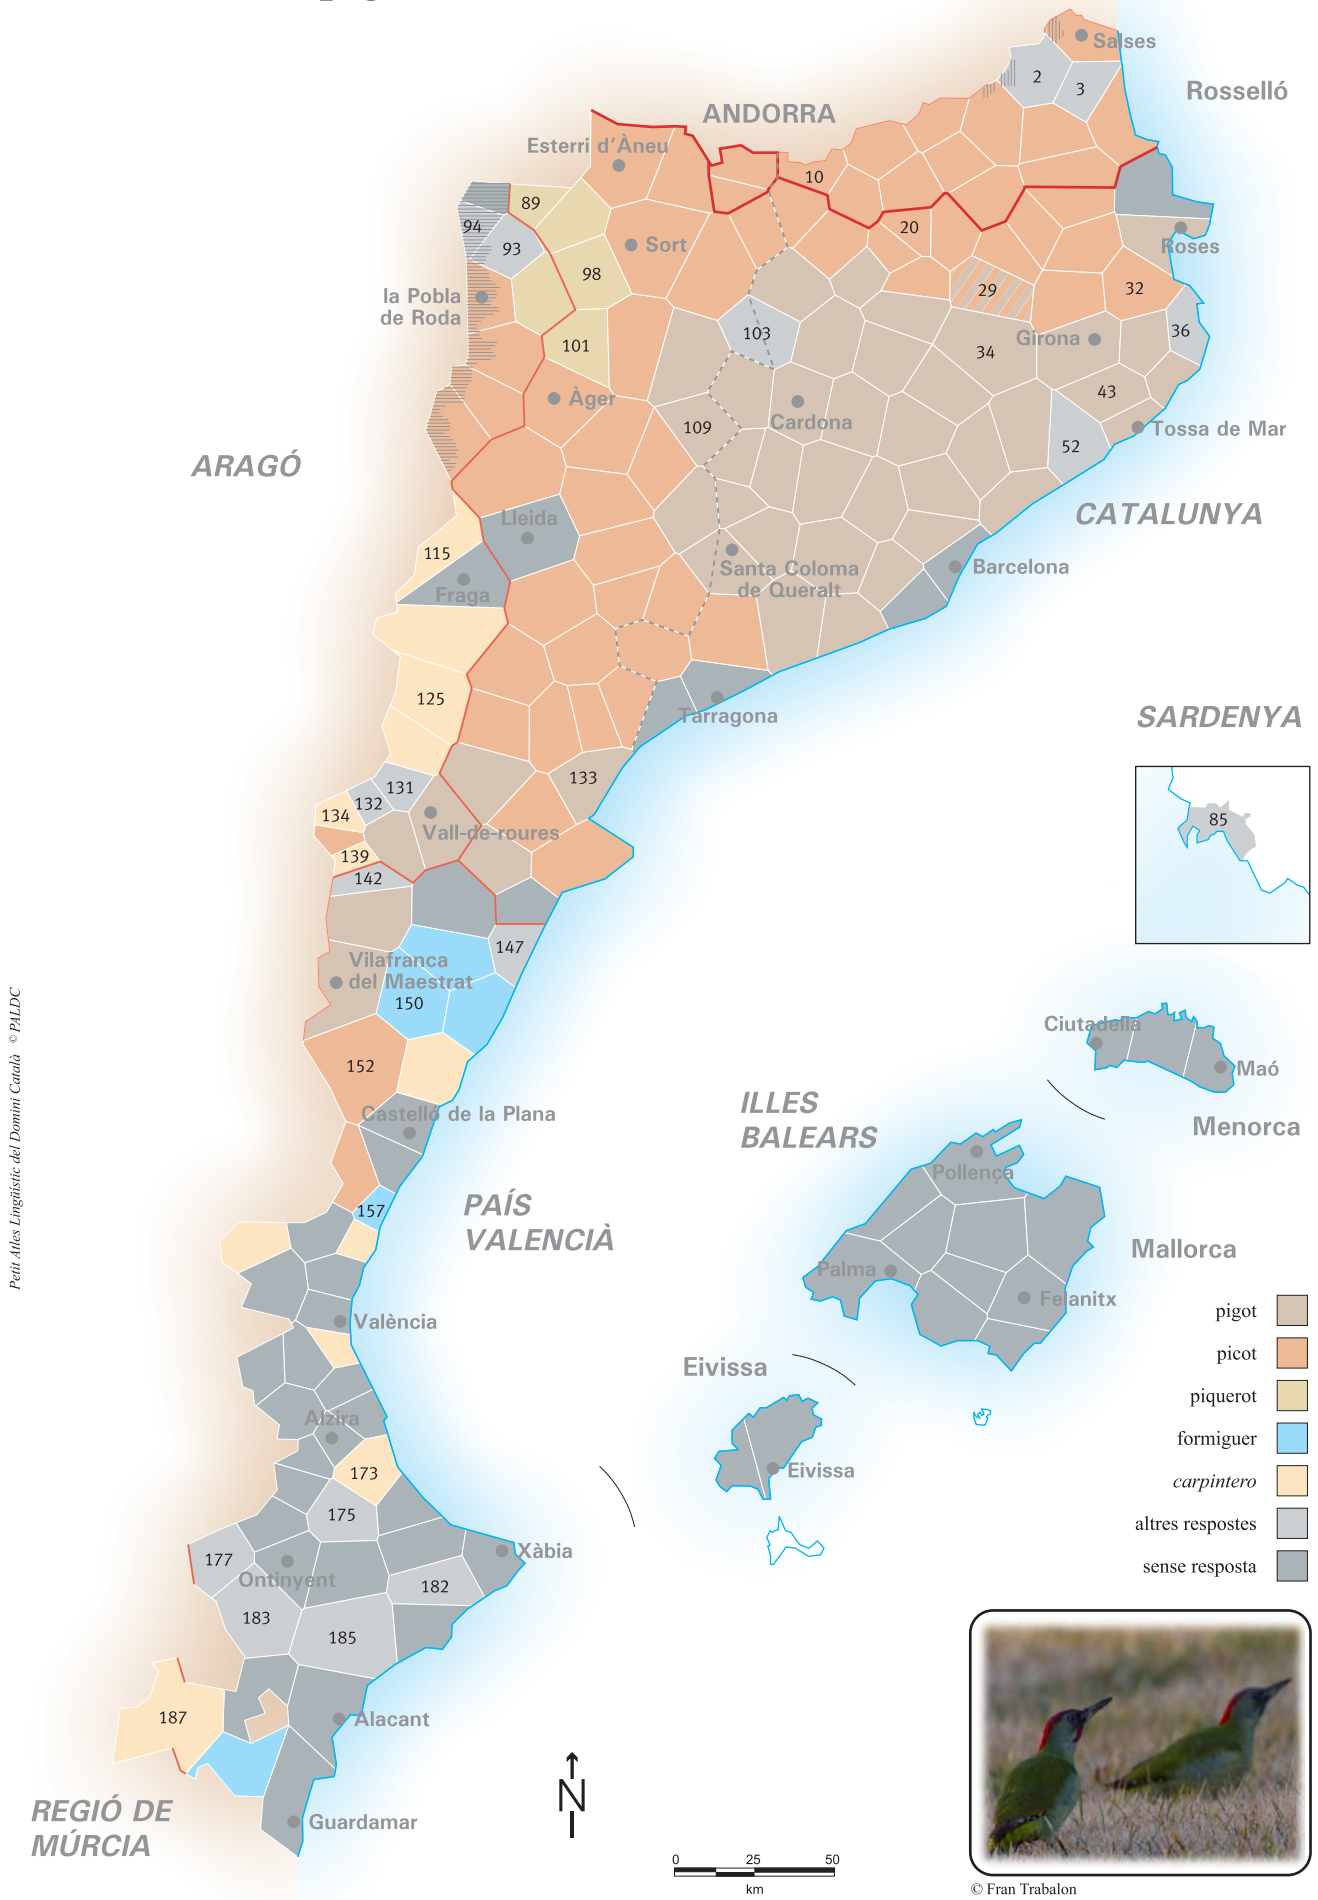 Salses
2
3
Rosselló
ANDORRA
Esterri d'Àneu
10
89
94
93
20
Sort
Roses
98
29
32
la Pobla
de Roda
103
36
101
34
Girona
Àger
Cardona
43
109
Tossa de Mar
52
ARAGÓ
CATALUNYA
Lleida
115
Santa Coloma
de Queralt
Barcelona
Fraga
125
Tarragona
SARDENYA
133
131
132
134
Vall-de-roures
85
139
142
147
Vilafranca
del Maestrat
150
Ciutadella
152
Maó
Castelló de la Plana
ILLES
BALEARS
Menorca
Pollença
157
PAÍS
VALENCIÀ
Mallorca
Palma
Felanitx
València
Eivissa
Alzira
173
Eivissa
175
177
Ontinyent
Xàbia
182
183
185
187
Alacant
REGIÓ DE
MÚRCIA
Guardamar
N
0 25 50
km
pigot
picot
piquerot
formiguer
carpintero
altres respostes
sense resposta
© Fran Trabalon
Petit Atles Lingüístic del Domini Català © PALDC